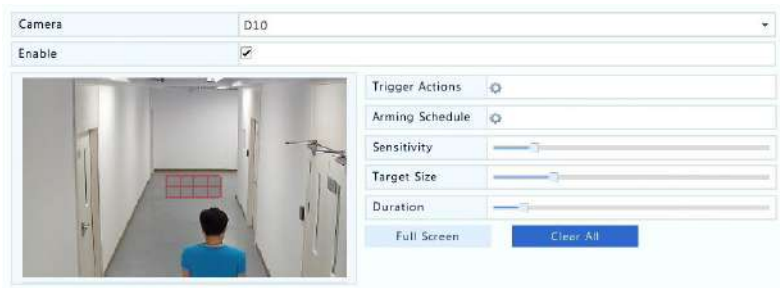 Camera D10
Enable
Trigger Actions
Arming Schedule
Sensitivity
Target Size
Duration
Full Screen Clear All